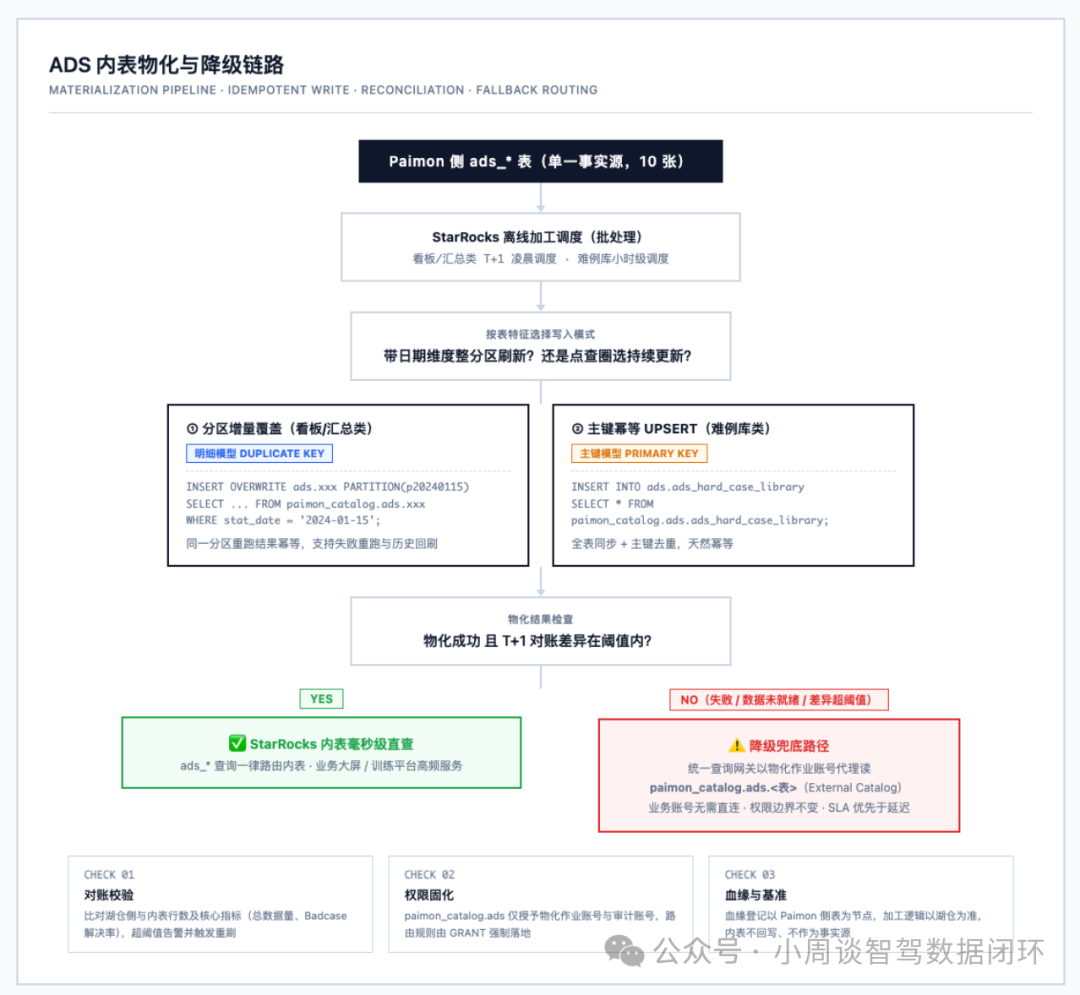 ADS 内表物化与降级链路
MATERIALIZATION PIPELINE · IDEMPOTENT WRITE · RECONCILIATION · FALLBACK ROUTING
Paimon 侧 ads_* 表（单一事实源，10 张）
StarRocks 离线加工调度（批处理）
看板/汇总类 T+1 凌晨调度 · 难例库小时级调度
按表特征选择写入模式
带日期维度整分区刷新？还是点查圈选持续更新？
① 分区增量覆盖（看板/汇总类）
明细模型 DUPLICATE KEY
INSERT OVERWRITE ads.xxx PARTITION(p20240115)
SELECT ... FROM paimon_catalog.ads.xxx
WHERE stat_date = '2024-01-15';
同一分区重跑结果幂等，支持失败重跑与历史回刷
② 主键幂等 UPSERT（难例库类）
主键模型 PRIMARY KEY
INSERT INTO ads.ads_hard_case_library
SELECT * FROM
paimon_catalog.ads.ads_hard_case_library;
全表同步 + 主键去重，天然幂等
物化结果检查
物化成功 且 T+1 对账差异在阈值内？
YES
✅ StarRocks 内表毫秒级直查
ads_* 查询一律路由内表 · 业务大屏 / 训练平台高频服务
NO（失败 / 数据未就绪 / 差异超阈值）
⚠️ 降级兜底路径
统一查询网关以物化作业账号代理读
paimon_catalog.ads.<表>（External Catalog）
业务账号无需直连 · 权限边界不变 · SLA 优先于延迟
CHECK 01
对账校验
比对湖仓侧与内表行数及核心指标（总数据量、Badcase
解决率），超阈值告警并触发重刷
CHECK 02
权限固化
paimon_catalog.ads 仅授予物化作业账号与审计账号，路
由规则由 GRANT 强制落地
CHECK 03
血缘与基准
血缘登记以 Paimon 侧表为节点，加工逻辑以湖仓为准，
内表不回写、不作为事实源
公众号 · 小周谈智驾数据闭环